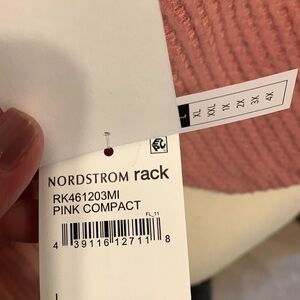 L XL XXL 1X 2X 3X 4X
NORDSTROM rack
RK461203MI
PINK COMPACT
FL_11
4 39116 12711 8
L